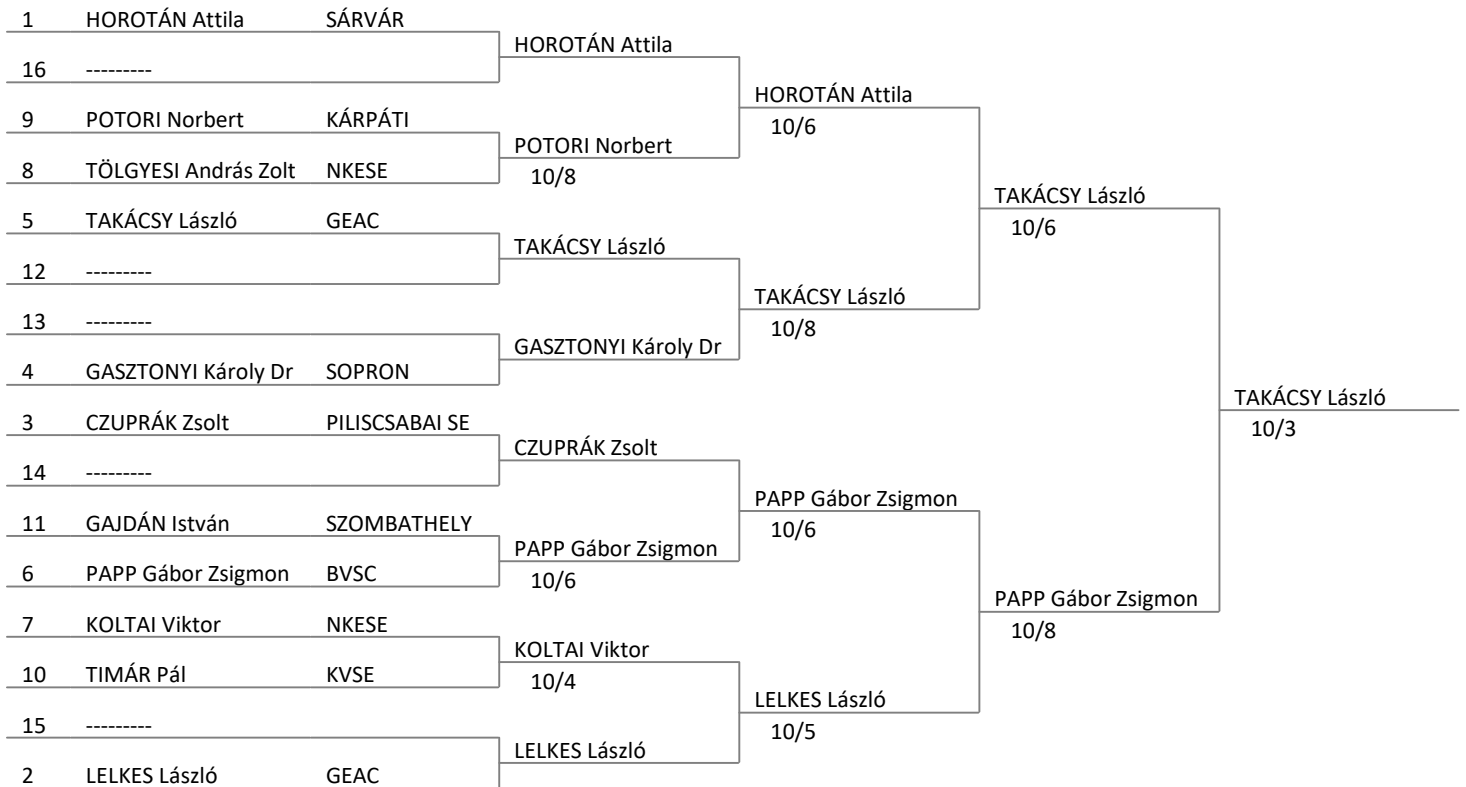 1 HOROTÁN Attila SÁRVÁR
HOROTÁN Attila
16 ---------
HOROTÁN Attila
10/6
9 POTORI Norbert KÁRPÁTI
POTORI Norbert
10/8
8 TÖLGYESI András Zolt NKESE
TAKÁCSY László
10/6
5 TAKÁCSY László GEAC
TAKÁCSY László
12 ---------
TAKÁCSY László
10/8
13 ---------
GASZTONYI Károly Dr
4 GASZTONYI Károly Dr SOPRON
TAKÁCSY László
10/3
3 CZUPRÁK Zsolt PILISCSABAI SE
CZUPRÁK Zsolt
14 ---------
PAPP Gábor Zsigmon
10/6
11 GAJDÁN István SZOMBATHELY
PAPP Gábor Zsigmon
10/6
6 PAPP Gábor Zsigmon BVSC
PAPP Gábor Zsigmon
10/8
7 KOLTAI Viktor NKESE
KOLTAI Viktor
10/4
10 TIMÁR Pál KVSE
LELKES László
10/5
15 ---------
LELKES László
2 LELKES László GEAC